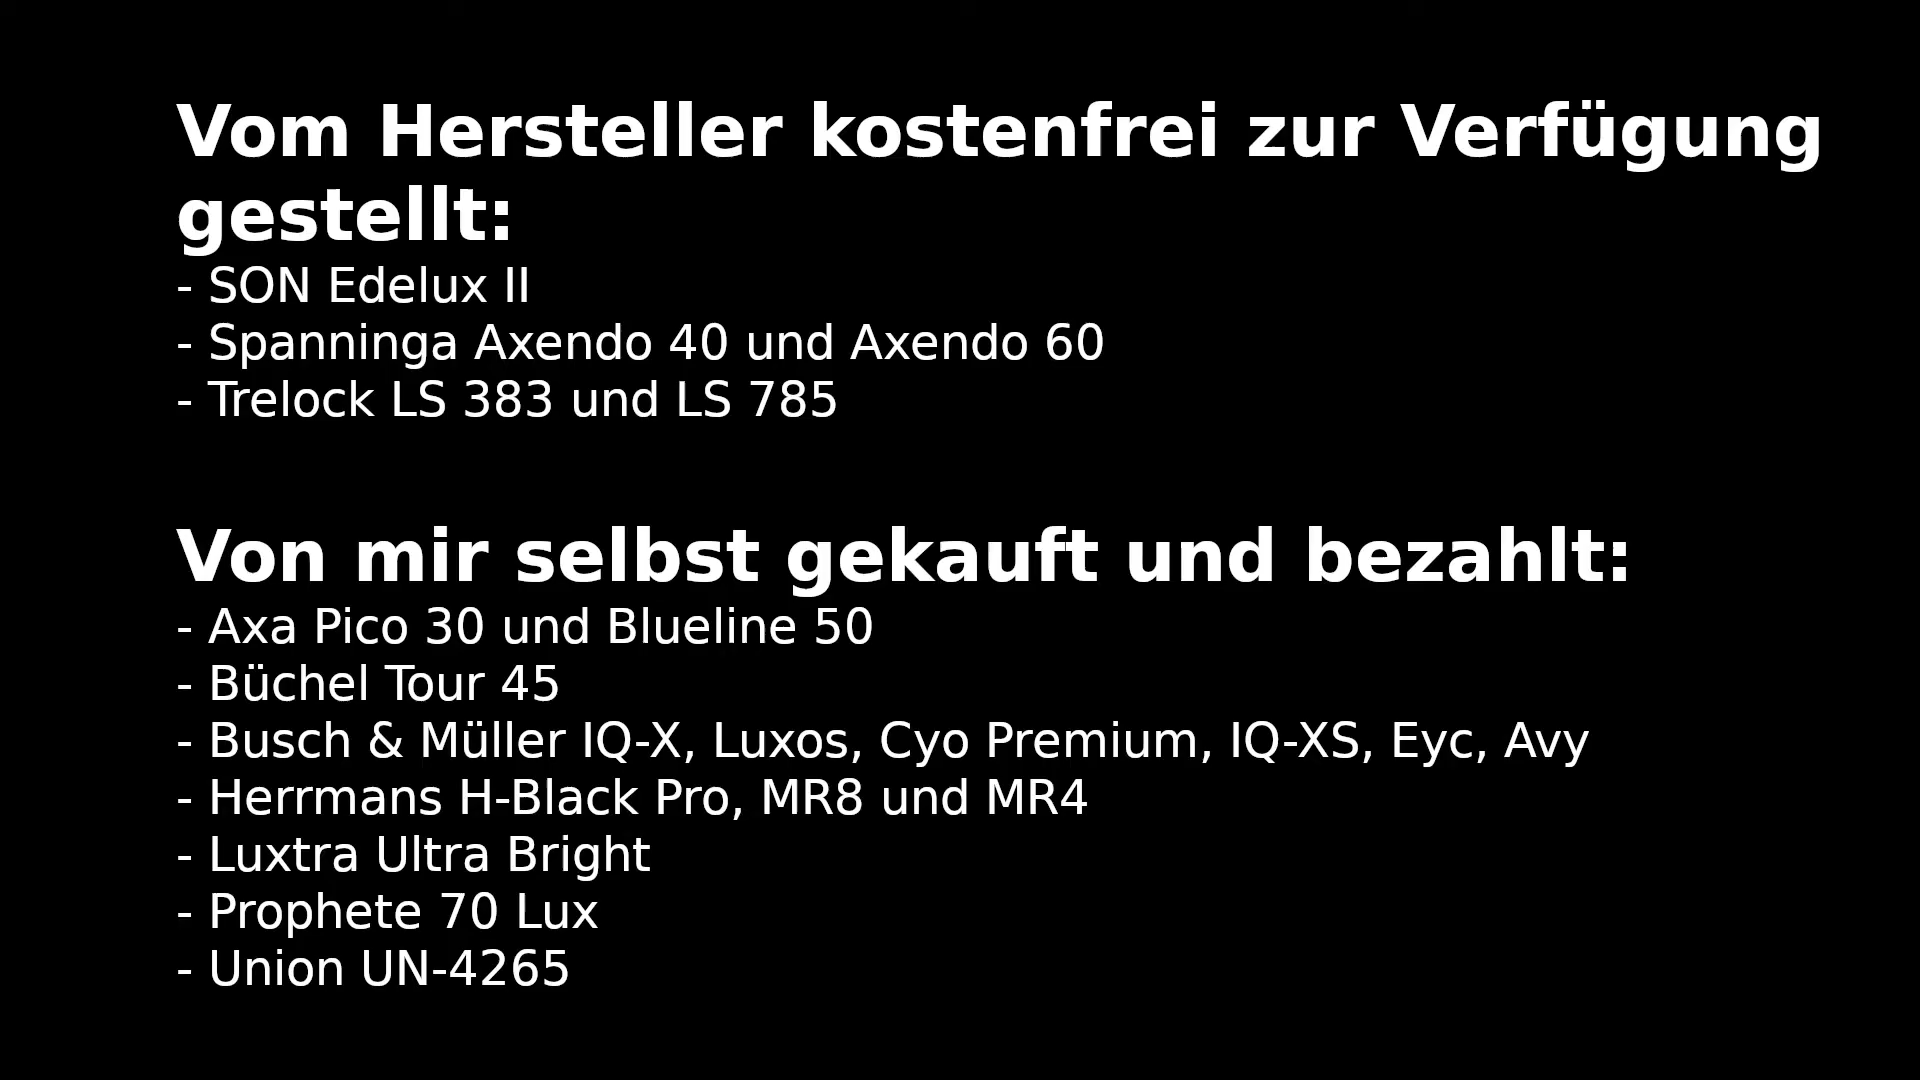 Vom Hersteller kostenfrei zur Verfügung
gestellt:
- SON Edelux II
- Spanninga Axendo 40 und Axendo 60
- Trelock LS 383 und LS 785
Von mir selbst gekauft und bezahlt:
- Axa Pico 30 und Blueline 50
- Büchel Tour 45
- Busch & Müller IQ-X, Luxos, Cyo Premium, IQ-XS, Eyc, Avy
- Herrmans H-Black Pro, MR8 und MR4
- Luxtra Ultra Bright
- Prophete 70 Lux
- Union UN-4265